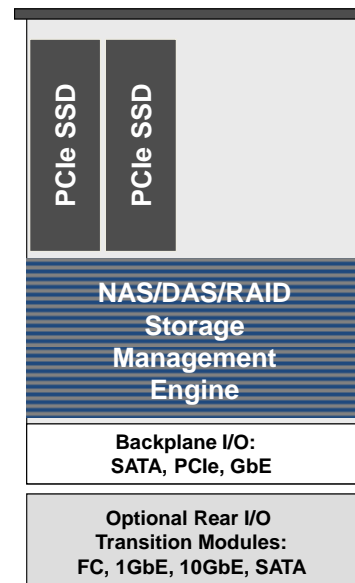 PCIe SSD
PCIe SSD
NAS/DAS/RAID
Storage
Management
Engine
Backplane I/O:
SATA, PCIe, GbE
Optional Rear I/O
Transition Modules:
FC, 1GbE, 10GbE, SATA